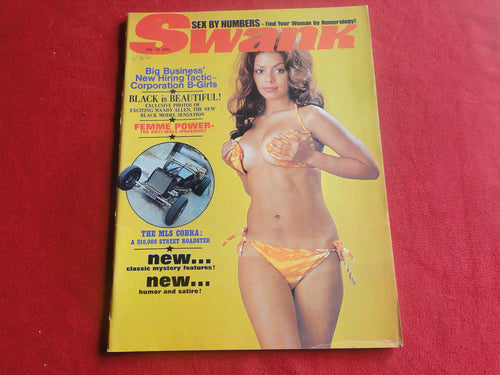 SEX BY NUMBERS - Find Your Woman by Numerology!
Swank
Big Business'
New Hiring Tactic-
Corporation B-Girls
BLACK is BEAUTIFUL!
EXCLUSIVE PHOTOS OF
EXCITING MANDY ALLEN, THE NEW
BLACK MODEL SENSATION
FEMME POWER-
THE ANTI-MALE MOVEMENT
THE MLS COBRA:
A $10,000 STREET ROADSTER
new...
classic mystery features!
new...
humor and satire!